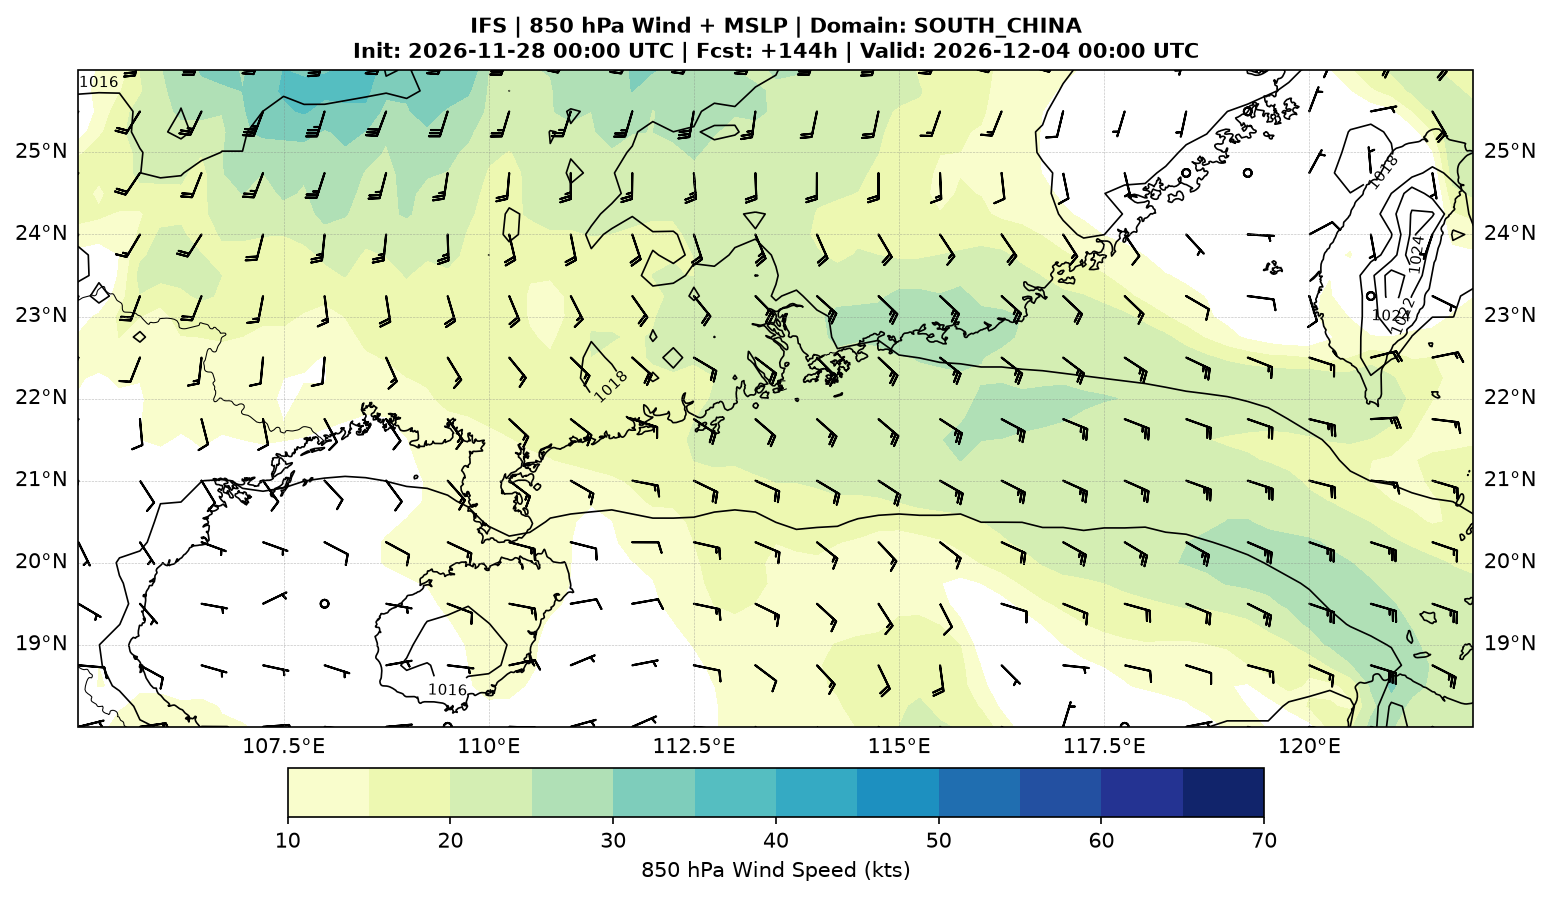 IFS | 850 hPa Wind + MSLP | Domain: SOUTH_CHINA
Init: 2026-11-28 00:00 UTC | Fcst: +144h | Valid: 2026-12-04 00:00 UTC
1016
1018
25°N
25°N
24°N
24°N
1024
23°N
23°N
1022
1018
22°N
22°N
21°N
21°N
20°N
20°N
19°N
19°N
1016
107.5°E
110°E
112.5°E
115°E
117.5°E
120°E
10
20
30
40
50
60
70
850 hPa Wind Speed (kts)